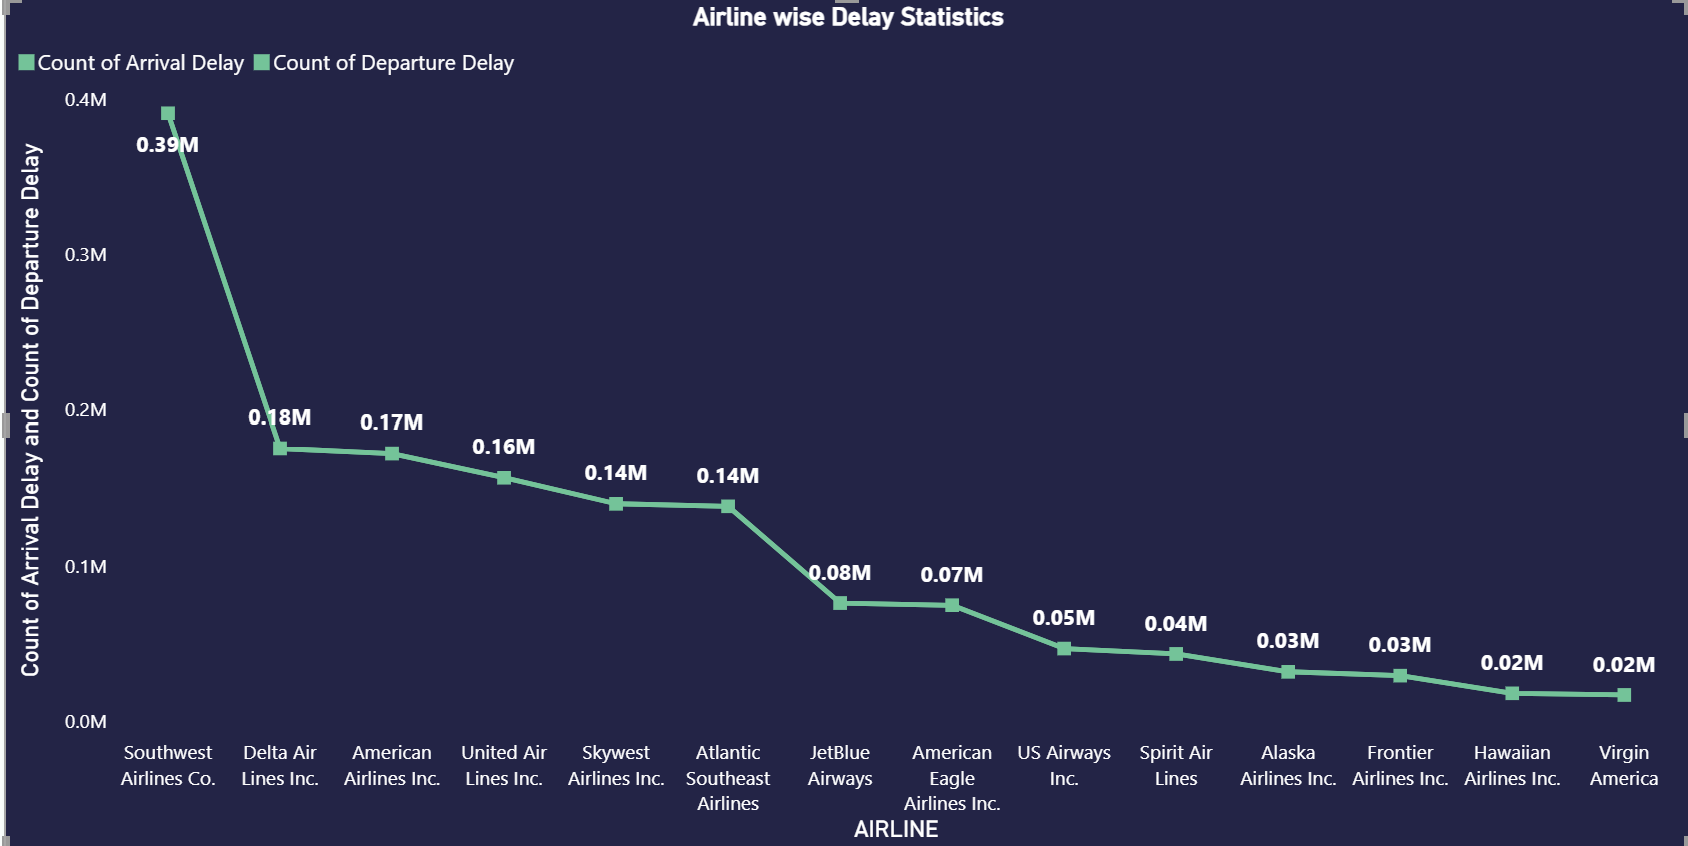 Airline wise Delay Statistics
Count of Arrival Delay Count of Departure Delay
Count of Arrival Delay and Count of Departure Delay
0.4M
0.3M
0.2M
0.1M
0.0M
0.39M
0.18M
0.17M
0.16M
0.14M
0.14M
0.08M
0.07M
0.05M
0.04M
0.03M
0.03M
0.02M
0.02M
Southwest
Airlines Co.
Delta Air
Lines Inc.
American
Airlines Inc.
United Air
Lines Inc.
Skywest
Airlines Inc.
Atlantic
Southeast
Airlines
JetBlue
Airways
American
Eagle
Airlines Inc.
US Airways
Inc.
Spirit Air
Lines
Alaska
Airlines Inc.
Frontier
Airlines Inc.
Hawaiian
Airlines Inc.
Virgin
America
AIRLINE